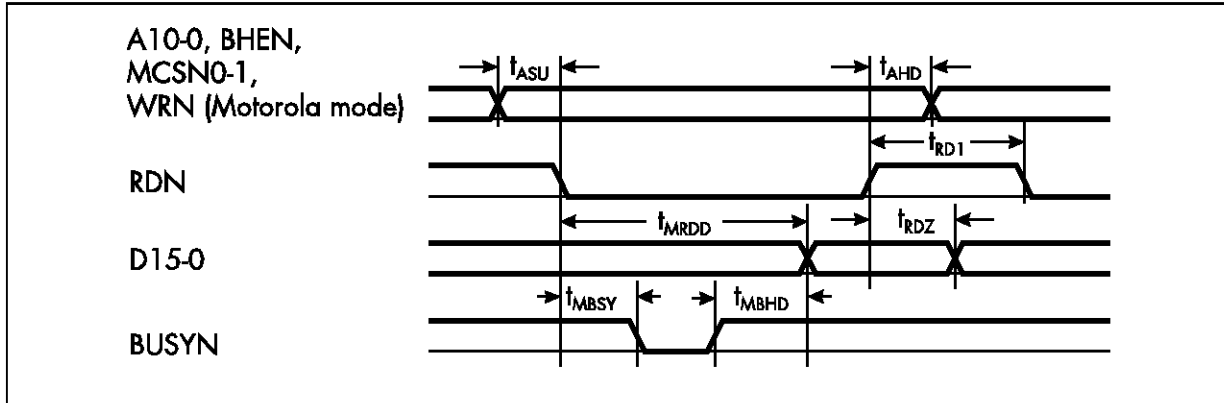 A10-0, BHEN,
MCSN0-1,
WRN (Motorola mode)
tASU
tAHD
tRD1
RDN
tMRDD
tRDZ
D15-0
tMBSY
tMBHD
BUSYN